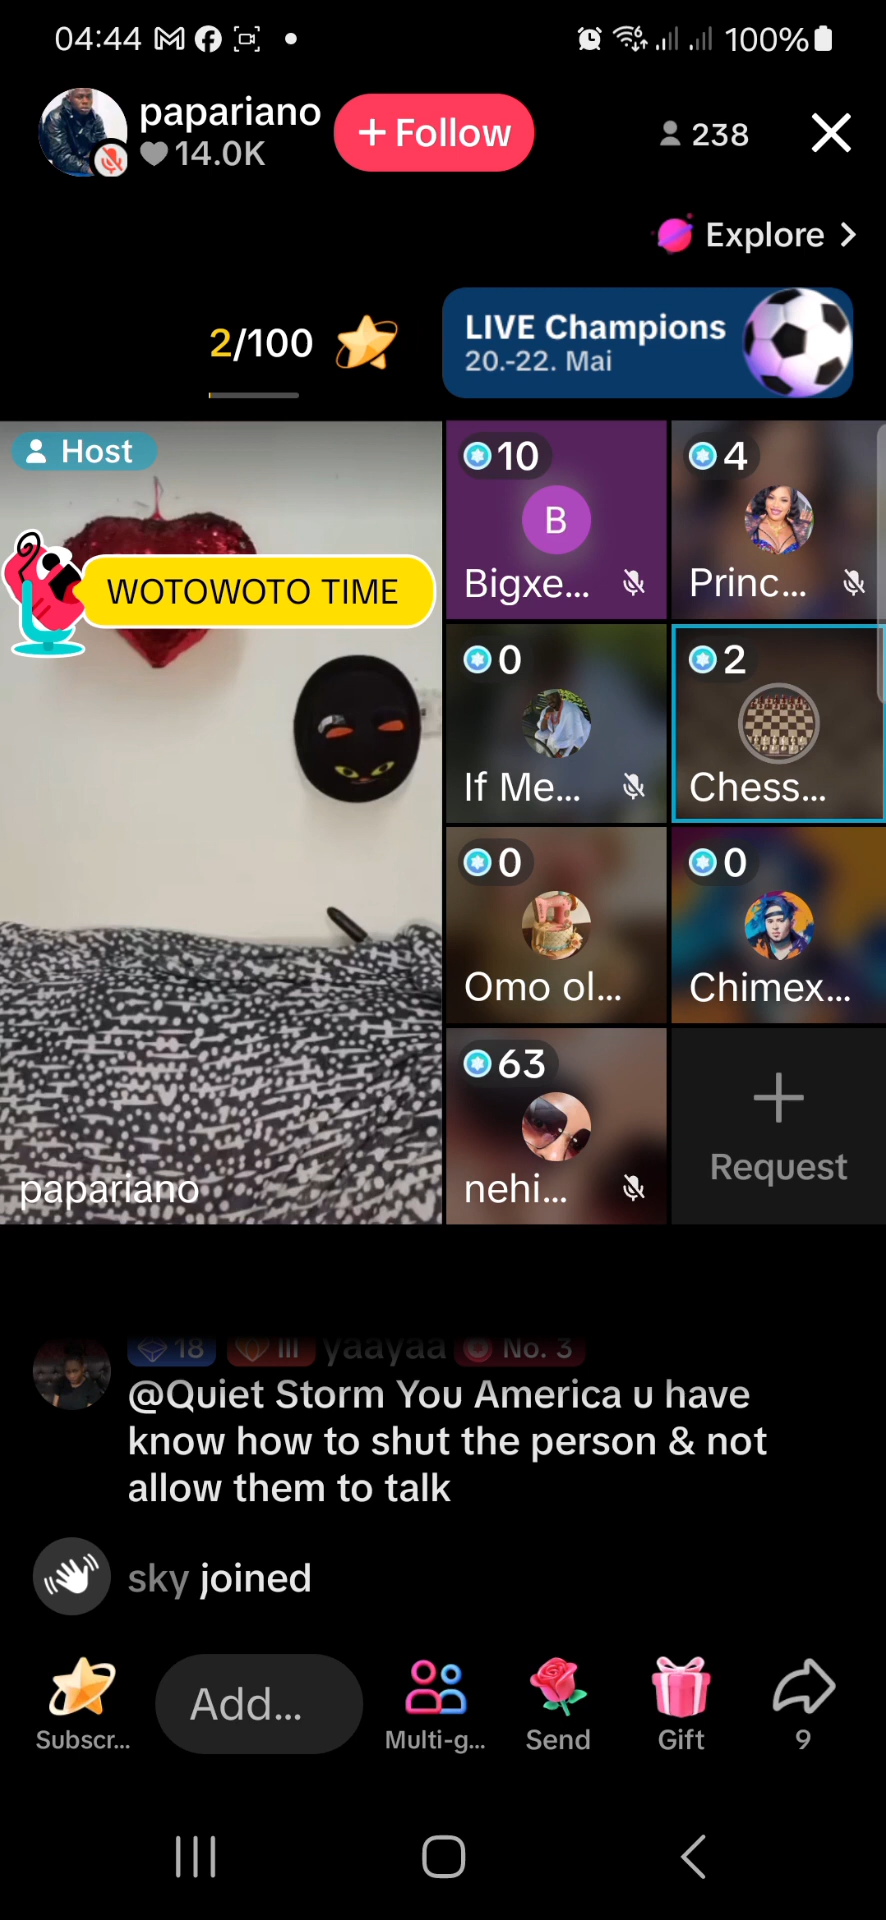 04:44
100%
papariano
14.0K
+ Follow
238
Explore >
2/100
LIVE Champions
20.-22. Mai
Host
WOTOWOTO TIME
papariano
10
B
Bigxe...
4
Princ...
0
If Me...
2
Chess...
0
Omo ol...
0
Chimex...
63
nehi...
Request
18 III yaayaa No. 3
@Quiet Storm You America u have
know how to shut the person & not
allow them to talk
sky joined
Subscr...
Add...
Multi-g...
Send
Gift
9